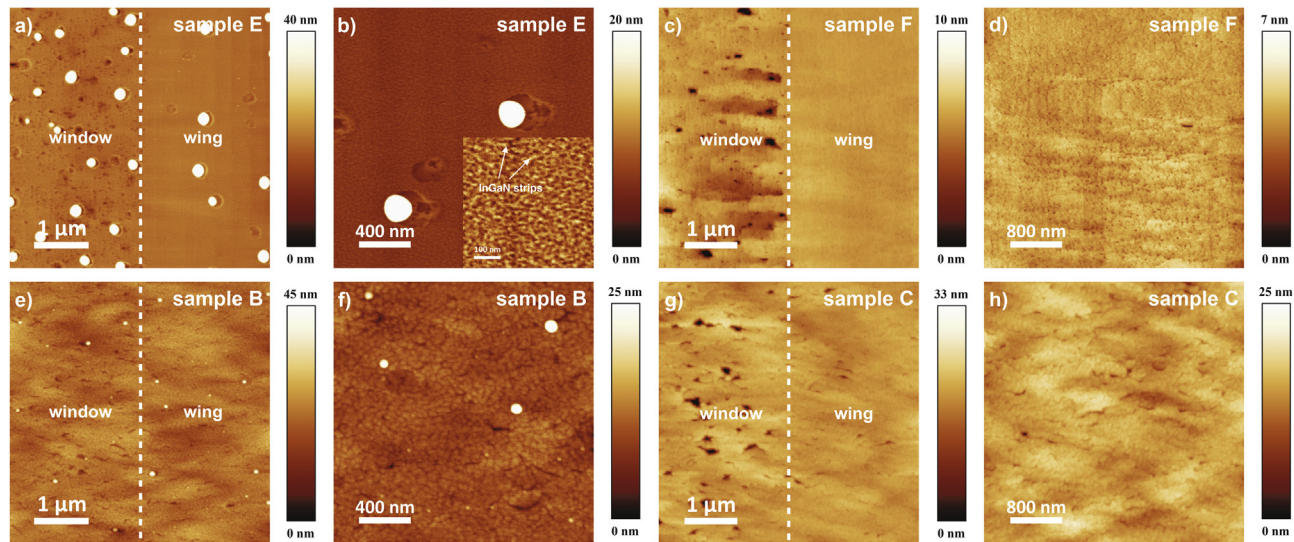 a) sample E
window wing
1 µm
40 nm
0 nm
b) sample E
InGaN strips
400 nm
100 nm
20 nm
0 nm
c) sample F
window wing
1 µm
10 nm
0 nm
d) sample F
800 nm
7 nm
0 nm
e) sample B
window wing
1 µm
45 nm
0 nm
f) sample B
400 nm
25 nm
0 nm
g) sample C
window wing
1 µm
33 nm
0 nm
h) sample C
800 nm
25 nm
0 nm